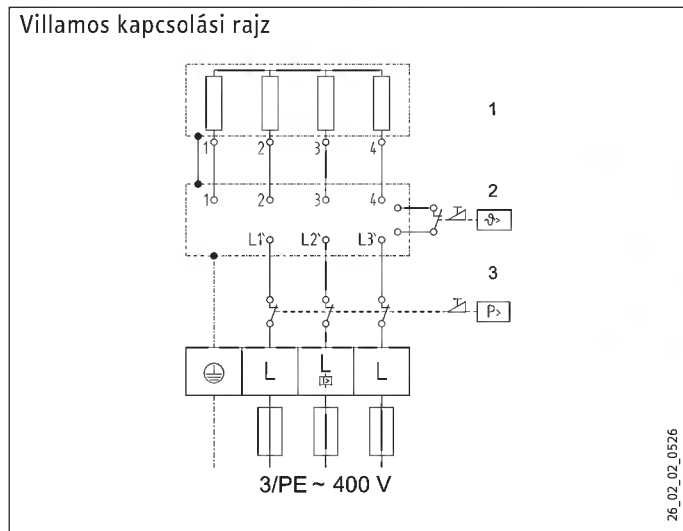 Villamos kapcsolási rajz
1
1 2 3 4
1 2 3 4
2
ϑ>
L1' L2' L3'
3
P>
L L L
3/PE ~ 400 V
26_02_02_0526